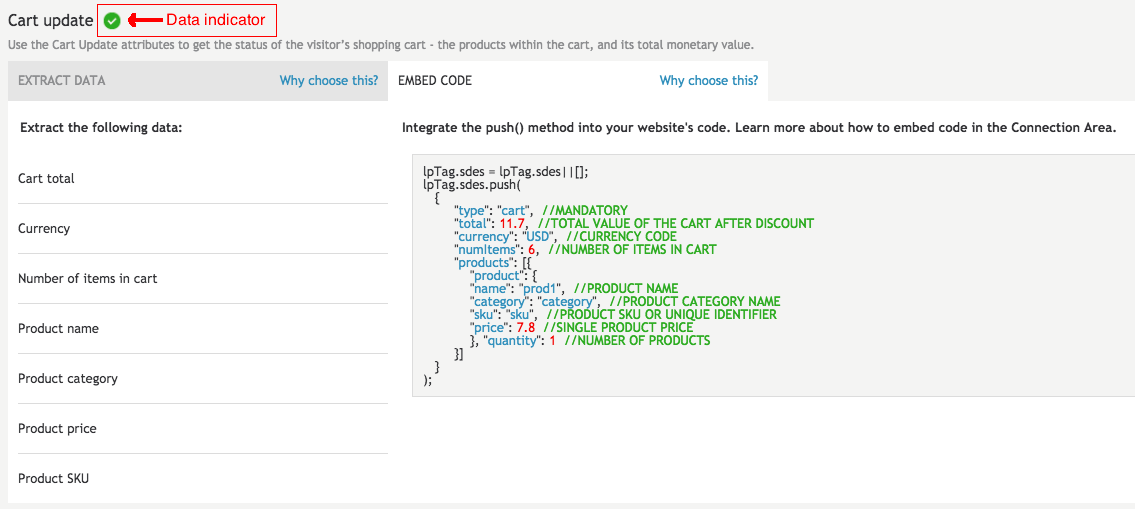 Cart update
Data indicator
Use the Cart Update attributes to get the status of the visitor's shopping cart - the products within the cart, and its total monetary value.
EXTRACT DATA
Why choose this?
EMBED CODE
Why choose this?
Extract the following data:
Cart total
Currency
Number of items in cart
Product name
Product category
Product price
Product SKU
Integrate the push() method into your website's code. Learn more about how to embed code in the Connection Area.
lpTag.sdes = lpTag.sdes||[];
lpTag.sdes.push(
{
"type": "cart", //MANDATORY
"total": 11.7, //TOTAL VALUE OF THE CART AFTER DISCOUNT
"currency": "USD", //CURRENCY CODE
"numItems": 6, //NUMBER OF ITEMS IN CART
"products": [{
"product": {
"name": "prod1", //PRODUCT NAME
"category": "category", //PRODUCT CATEGORY NAME
"sku": "sku", //PRODUCT SKU OR UNIQUE IDENTIFIER
"price": 7.8 //SINGLE PRODUCT PRICE
}, "quantity": 1 //NUMBER OF PRODUCTS
}]
}
);